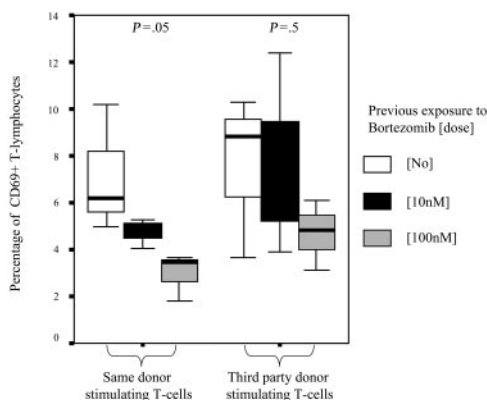 P=.05
P=.5
14
12
10
8
6
4
2
0
Percentage of CD69+ T-lymphocytes
Previous exposure to
Bortezomib [dose]
[No]
[10nM]
[100nM]
Same donor
stimulating T-cells
Third party donor
stimulating T-cells